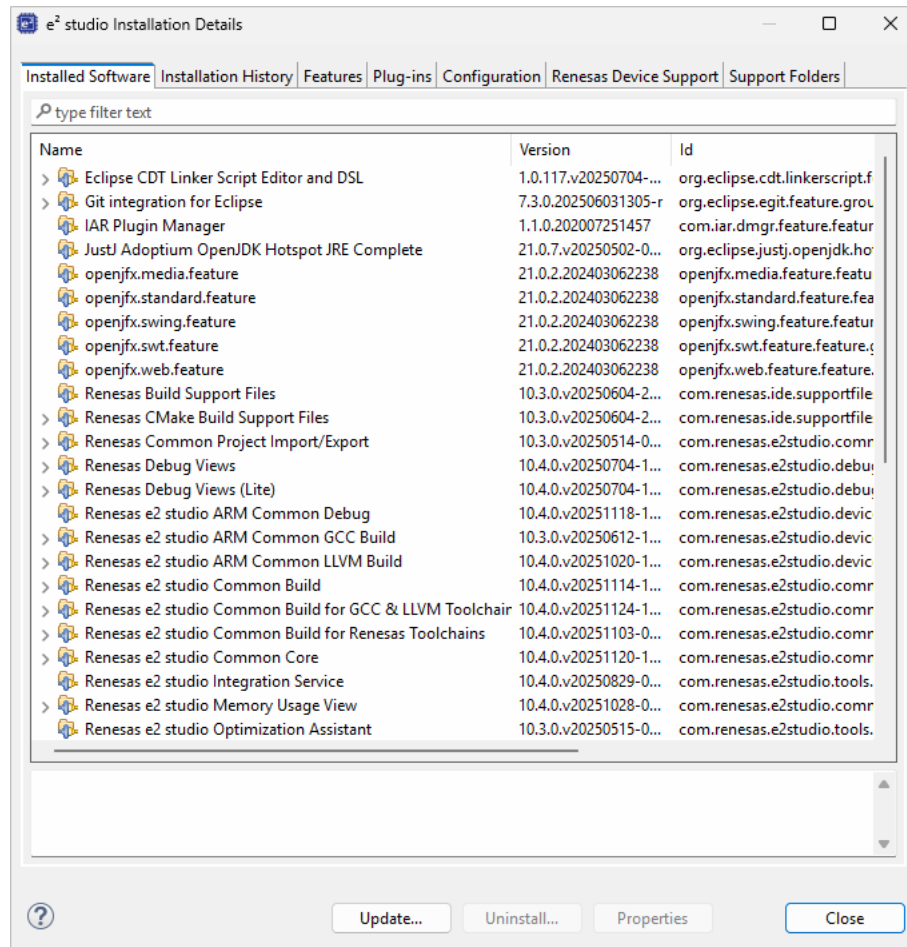 e² studio Installation Details
Installed Software Installation History Features Plug-ins Configuration Renesas Device Support Support Folders
type filter text
Name Version Id
Eclipse CDT Linker Script Editor and DSL 1.0.117.v20250704-... org.eclipse.cdt.linkerscript.f
Git integration for Eclipse 7.3.0.202506031305-r org.eclipse.egit.feature.grou
IAR Plugin Manager 1.1.0.202007251457 com.iar.dmgr.feature.featur
JustJ Adoptium OpenJDK Hotspot JRE Complete 21.0.7.v20250502-0... org.eclipse.justj.openjdk.ho
openjfx.media.feature 21.0.2.202403062238 openjfx.media.feature.featu
openjfx.standard.feature 21.0.2.202403062238 openjfx.standard.feature.fea
openjfx.swing.feature 21.0.2.202403062238 openjfx.swing.feature.featur
openjfx.swt.feature 21.0.2.202403062238 openjfx.swt.feature.feature.g
openjfx.web.feature 21.0.2.202403062238 openjfx.web.feature.feature.
Renesas Build Support Files 10.3.0.v20250604-2... com.renesas.ide.supportfile
Renesas CMake Build Support Files 10.3.0.v20250604-2... com.renesas.ide.supportfile
Renesas Common Project Import/Export 10.3.0.v20250514-0... com.renesas.e2studio.comr
Renesas Debug Views 10.4.0.v20250704-1... com.renesas.e2studio.debu
Renesas Debug Views (Lite) 10.4.0.v20250704-1... com.renesas.e2studio.debu
Renesas e2 studio ARM Common Debug 10.4.0.v20251118-1... com.renesas.e2studio.devic
Renesas e2 studio ARM Common GCC Build 10.3.0.v20250612-1... com.renesas.e2studio.devic
Renesas e2 studio ARM Common LLVM Build 10.4.0.v20251020-1... com.renesas.e2studio.devic
Renesas e2 studio Common Build 10.4.0.v20251114-1... com.renesas.e2studio.comr
Renesas e2 studio Common Build for GCC & LLVM Toolchair 10.4.0.v20251124-1... com.renesas.e2studio.comr
Renesas e2 studio Common Build for Renesas Toolchains 10.4.0.v20251103-0... com.renesas.e2studio.comr
Renesas e2 studio Common Core 10.4.0.v20251120-1... com.renesas.e2studio.comr
Renesas e2 studio Integration Service 10.4.0.v20250829-0... com.renesas.e2studio.tools.
Renesas e2 studio Memory Usage View 10.4.0.v20251028-0... com.renesas.e2studio.comr
Renesas e2 studio Optimization Assistant 10.3.0.v20250515-0... com.renesas.e2studio.tools.
Update... Uninstall... Properties Close